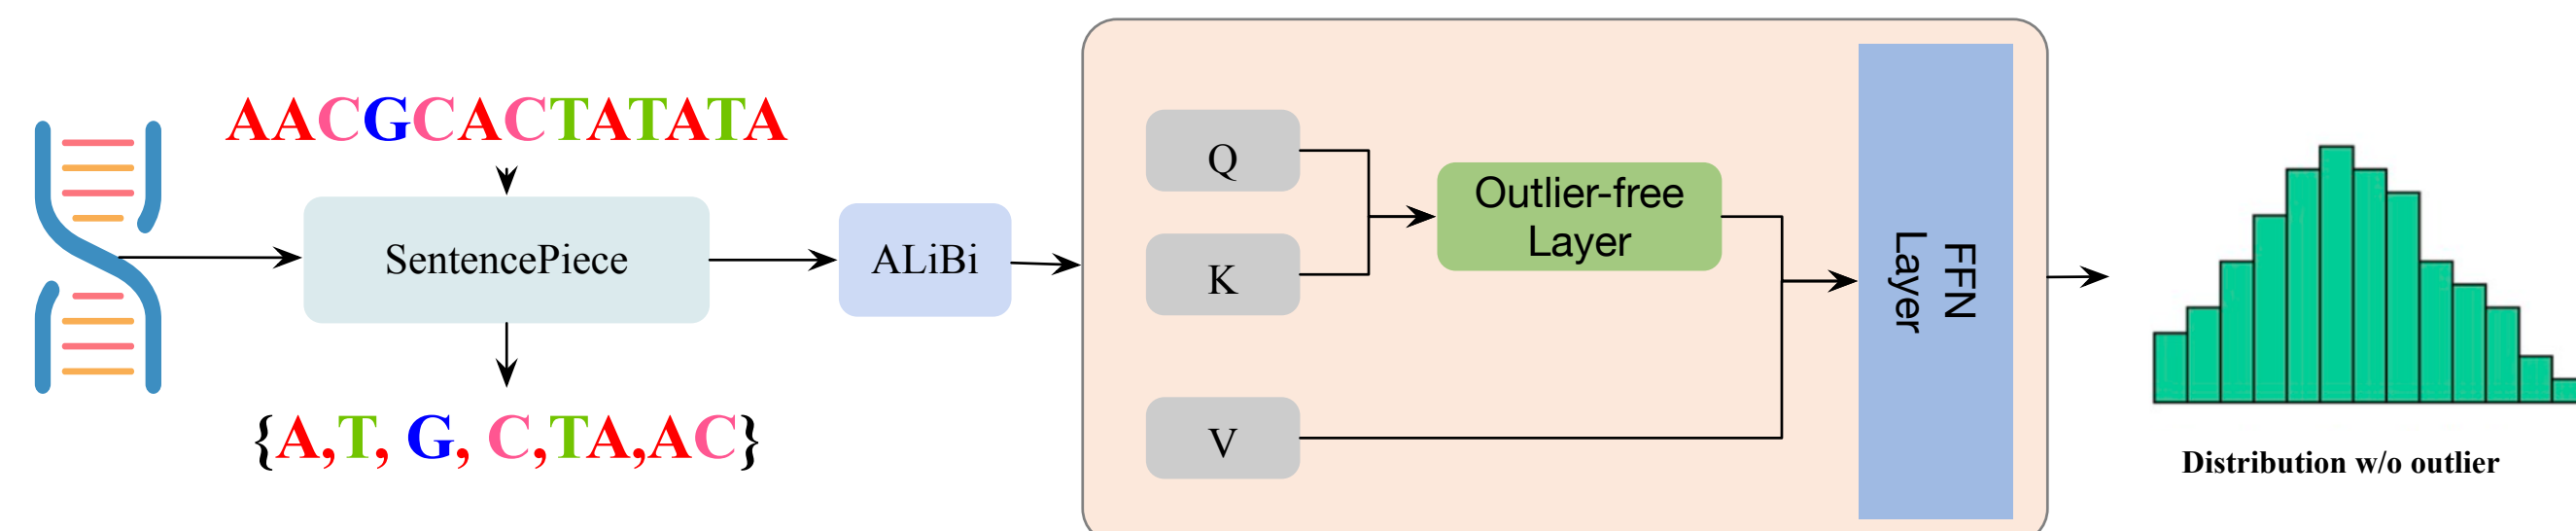 AACGCACTATATA
SentencePiece
{A,T, G, C,TA,AC}
ALiBi
Q
K
V
Outlier-free
Layer
FFN
Layer
Distribution w/o outlier